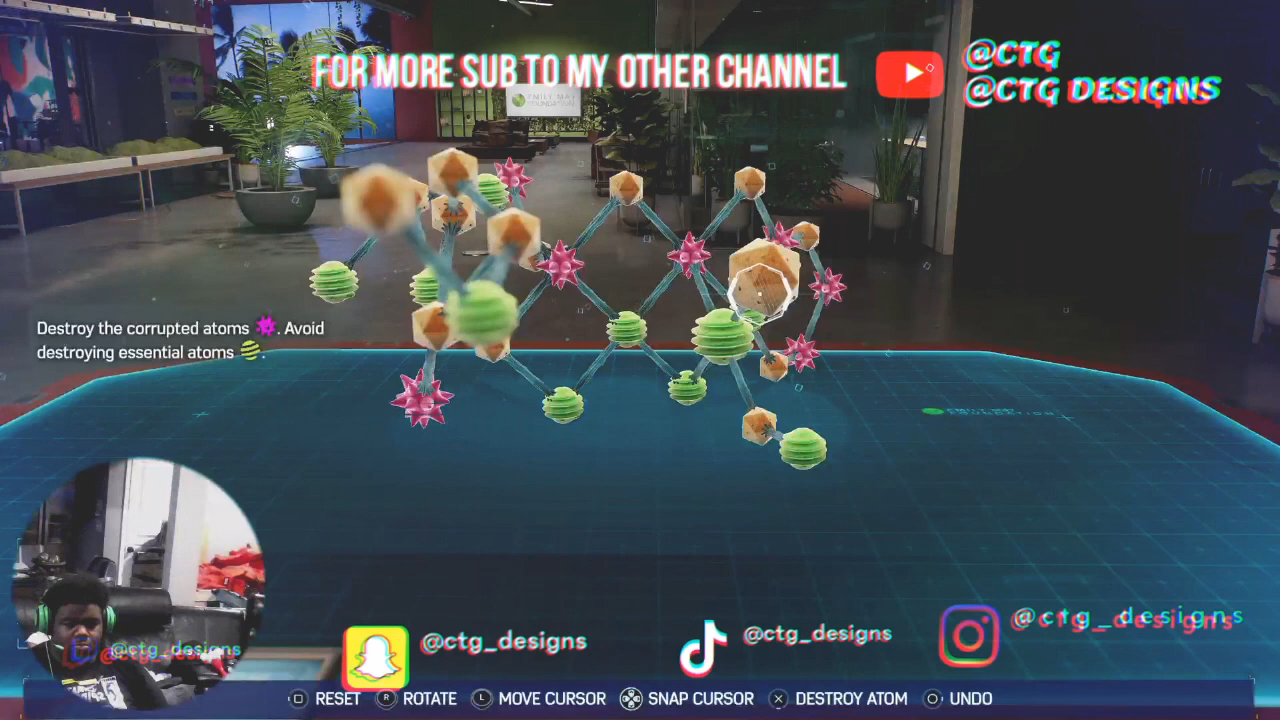 FOR MORE SUB TO MY OTHER CHANNEL
@CTG
@CTG DESIGNS
Destroy the corrupted atoms . Avoid
destroying essential atoms .
@ctg_designs
@ctg_designs
@ctg_designs
@ctg_designs
RESET R ROTATE L MOVE CURSOR SNAP CURSOR DESTROY ATOM UNDO